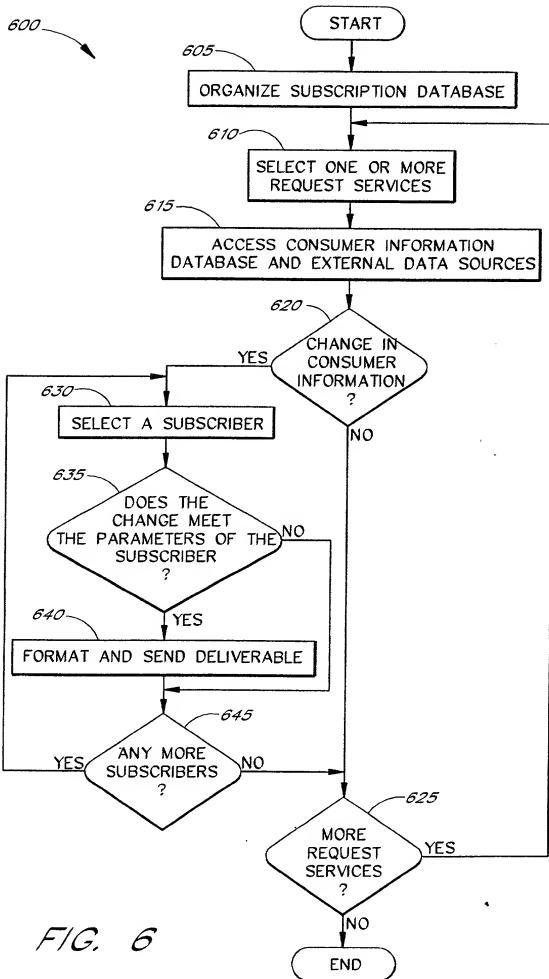 600
START
605
ORGANIZE SUBSCRIPTION DATABASE
610
SELECT ONE OR MORE
REQUEST SERVICES
615
ACCESS CONSUMER INFORMATION
DATABASE AND EXTERNAL DATA SOURCES
620
CHANGE IN
CONSUMER
INFORMATION
?
YES
NO
630
SELECT A SUBSCRIBER
635
DOES THE
CHANGE MEET
THE PARAMETERS OF THE
SUBSCRIBER
?
NO
YES
640
FORMAT AND SEND DELIVERABLE
645
ANY MORE
SUBSCRIBERS
?
YES
NO
625
MORE
REQUEST
SERVICES
?
YES
NO
END
FIG. 6